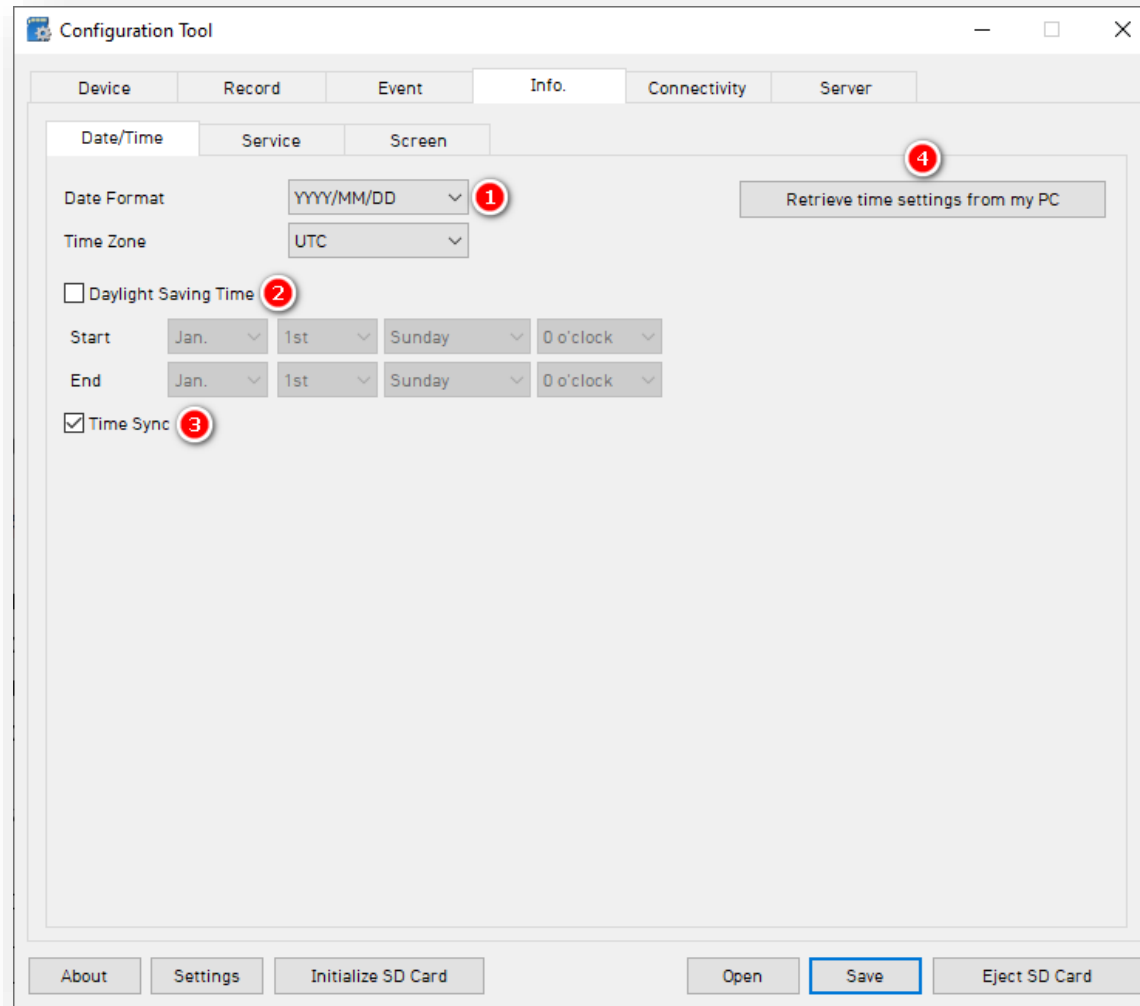 Configuration Tool
Device Record Event Info. Connectivity Server
Date/Time Service Screen
4
Date Format YYYY/MM/DD 1 Retrieve time settings from my PC
Time Zone UTC
Daylight Saving Time 2
Start Jan. 1st Sunday 0 o'clock
End Jan. 1st Sunday 0 o'clock
Time Sync 3
About Settings Initialize SD Card Open Save Eject SD Card